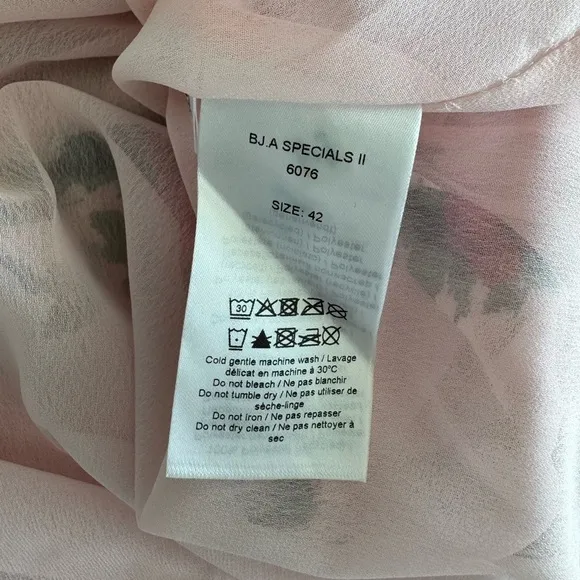 BJ.A SPECIALS II
6076
SIZE: 42
30
Cold gentle machine wash / Lavage
délicat en machine à 30°C
Do not bleach / Ne pas blanchir
Do not tumble dry / Ne pas utiliser de
sèche-linge
Do not iron / Ne pas repasser
Do not dry clean / Ne pas nettoyer à
sec